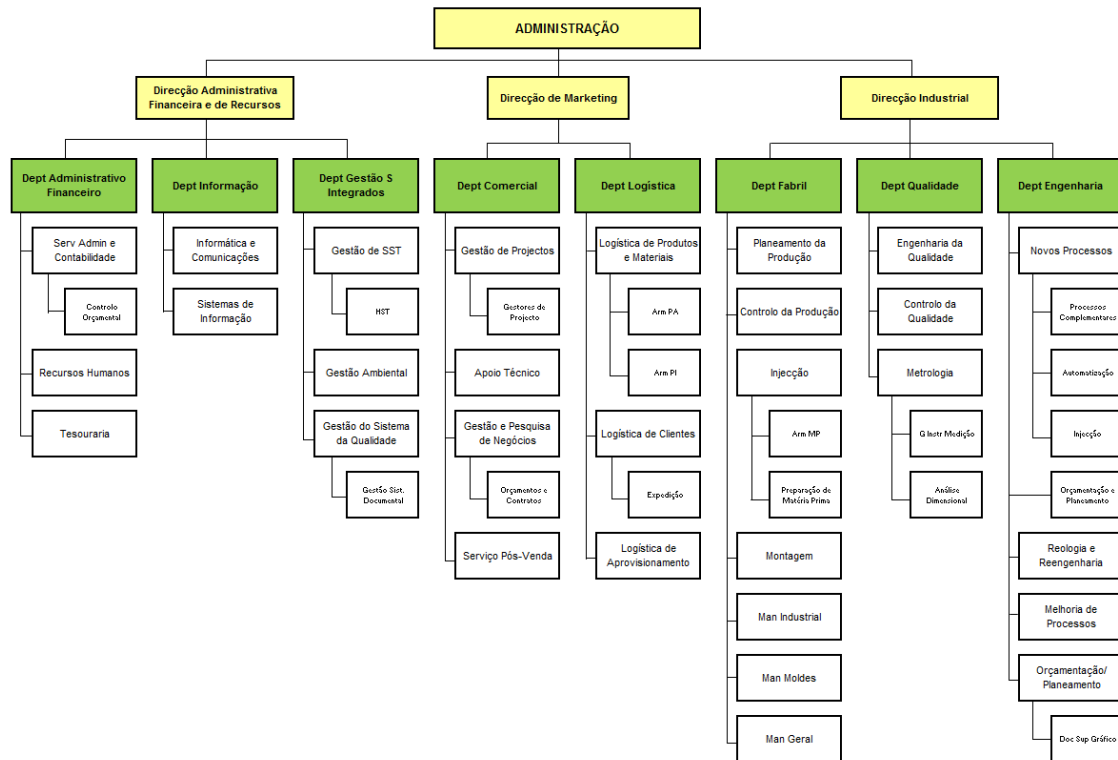 ADMINISTRAÇÃO
Direcção Administrativa
Financeira e de Recursos
Direcção de Marketing
Direcção Industrial
Dept Administrativo
Financeiro
Dept Informação
Dept Gestão S
Integrados
Dept Comercial
Dept Logística
Dept Fabril
Dept Qualidade
Dept Engenharia
Serv Admin e
Contabilidade
Controlo
Orçamental
Recursos Humanos
Tesouraria
Informática e
Comunicações
Sistemas de
Informação
Gestão de SST
HST
Gestão Ambiental
Gestão do Sistema
da Qualidade
Gestão Sist.
Documental
Gestão de Projectos
Gestores de
Projecto
Apoio Técnico
Gestão e Pesquisa
de Negócios
Orçamentos e
Contratos
Serviço Pós-Venda
Logística de Produtos
e Materiais
Arm PA
Arm PI
Logística de Clientes
Expedição
Logística de
Aprovisionamento
Planeamento da
Produção
Controlo da Produção
Injecção
Arm MP
Preparação de
Matéria Prima
Montagem
Man Industrial
Man Moldes
Man Geral
Engenharia da
Qualidade
Controlo da
Qualidade
Metrologia
G Instr Medição
Análise
Dimensional
Novos Processos
Processos
Complementares
Automatização
Injecção
Orçamentação e
Planeamento
Reologia e
Reengenharia
Melhoria de
Processos
Orçamentação/
Planeamento
Doc Sup Gráfico